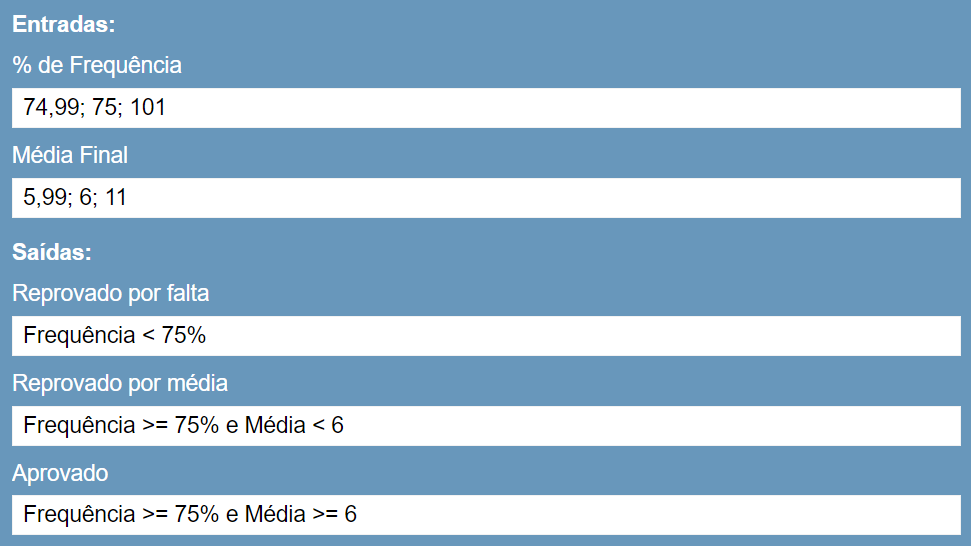 Entradas:
% de Frequência
74,99; 75; 101
Média Final
5,99; 6; 11
Saídas:
Reprovado por falta
Frequência < 75%
Reprovado por média
Frequência >= 75% e Média < 6
Aprovado
Frequência >= 75% e Média >= 6